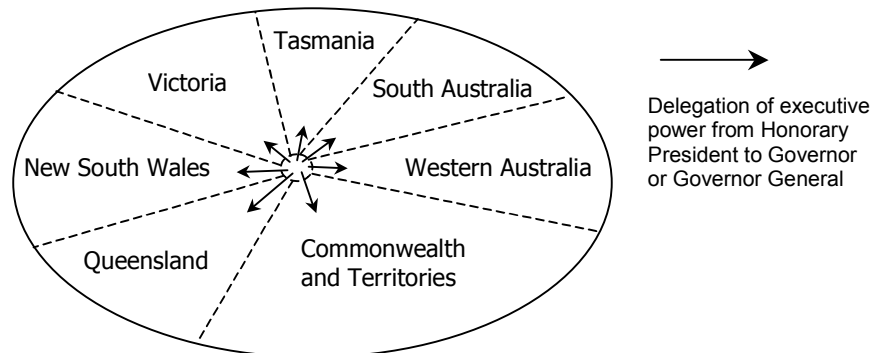 Tasmania
Victoria
South Australia
New South Wales
Western Australia
Queensland
Commonwealth
and Territories
Delegation of executive
power from Honorary
President to Governor
or Governor General